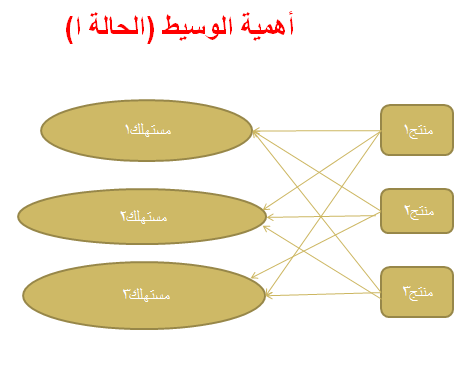 أهمية الوسيط (الحالة ا)
منتج١
مستهلك١
منتج٢
مستهلك٢
منتج٣
مستهلك٣